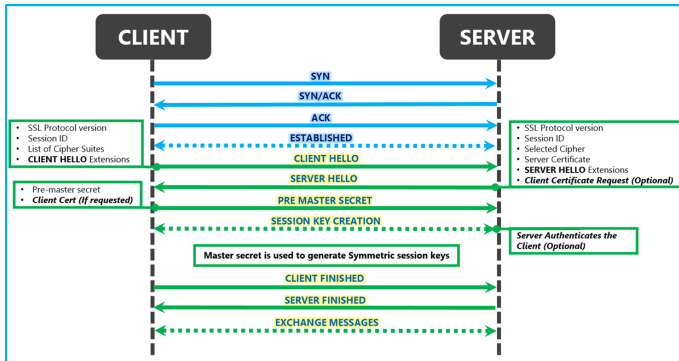 CLIENT
SERVER
SYN
SYN/ACK
ACK
ESTABLISHED
• SSL Protocol version
• Session ID
• List of Cipher Suites
• CLIENT HELLO Extensions
• SSL Protocol version
• Session ID
• Selected Cipher
• Server Certificate
• SERVER HELLO Extensions
• Client Certificate Request (Optional)
CLIENT HELLO
SERVER HELLO
• Pre-master secret
• Client Cert (If requested)
PRE MASTER SECRET
SESSION KEY CREATION
Server Authenticates the
Client (Optional)
Master secret is used to generate Symmetric session keys
CLIENT FINISHED
SERVER FINISHED
EXCHANGE MESSAGES